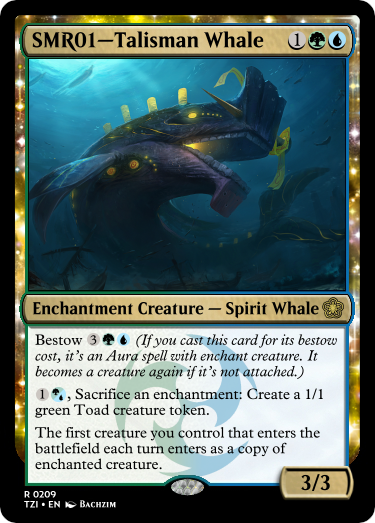 SMR01—Talisman Whale 1
Enchantment Creature — Spirit Whale
Bestow 3 (If you cast this card for its bestow
cost, it's an Aura spell with enchant creature. It
becomes a creature again if it's not attached.)
1, Sacrifice an enchantment: Create a 1/1
green Toad creature token.
The first creature you control that enters the
battlefield each turn enters as a copy of
enchanted creature.
3/3
R 0209
TZI • EN BACHZIM